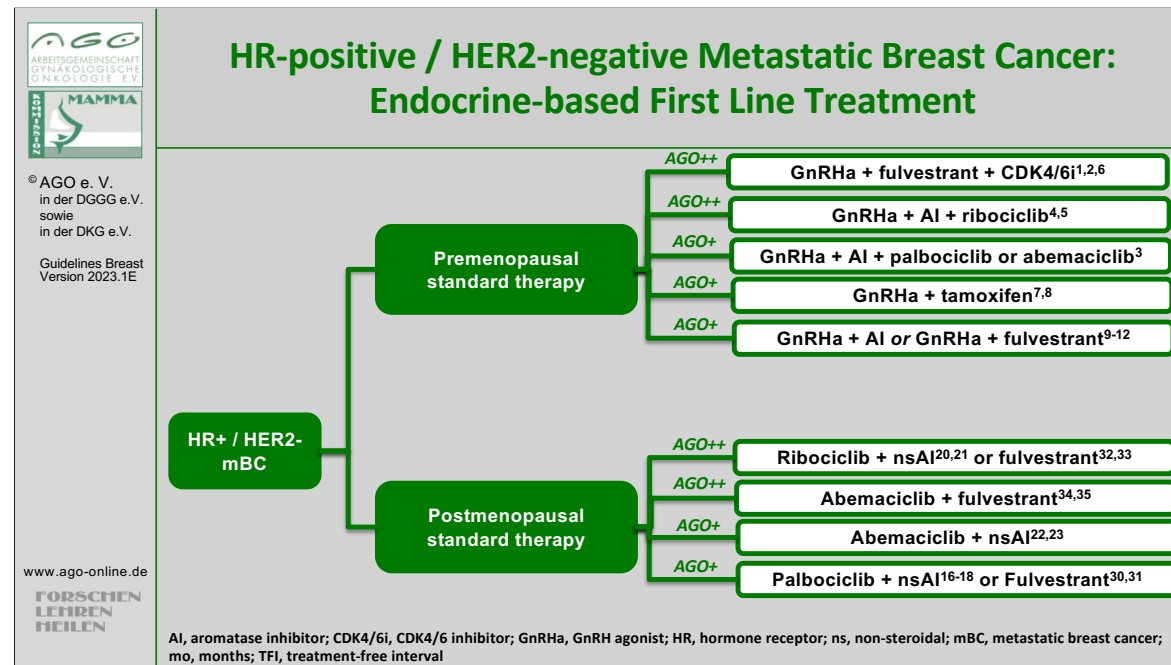 AGO
ARBEITSGEMEINSCHAFT
GYNÄKOLOGISCHE
ONKOLOGIE E.V.
KOMMISSION
MAMMA
© AGO e. V.
in der DGGG e.V.
sowie
in der DKG e.V.
Guidelines Breast
Version 2023.1E
www.ago-online.de
FORSCHEN
LEHREN
HEILEN
HR-positive / HER2-negative Metastatic Breast Cancer:
Endocrine-based First Line Treatment
HR+ / HER2-
mBC
Premenopausal
standard therapy
AGO++
GnRHa + fulvestrant + CDK4/6i1,2,6
AGO++
GnRHa + AI + ribociclib4,5
AGO+
GnRHa + AI + palbociclib or abemaciclib3
AGO+
GnRHa + tamoxifen7,8
AGO+
GnRHa + AI or GnRHa + fulvestrant9-12
Postmenopausal
standard therapy
AGO++
Ribociclib + nsAI20,21 or fulvestrant32,33
AGO++
Abemaciclib + fulvestrant34,35
AGO+
Abemaciclib + nsAI22,23
AGO+
Palbociclib + nsAI16-18 or Fulvestrant30,31
AI, aromatase inhibitor; CDK4/6i, CDK4/6 inhibitor; GnRHa, GnRH agonist; HR, hormone receptor; ns, non-steroidal; mBC, metastatic breast cancer;
mo, months; TFI, treatment-free interval